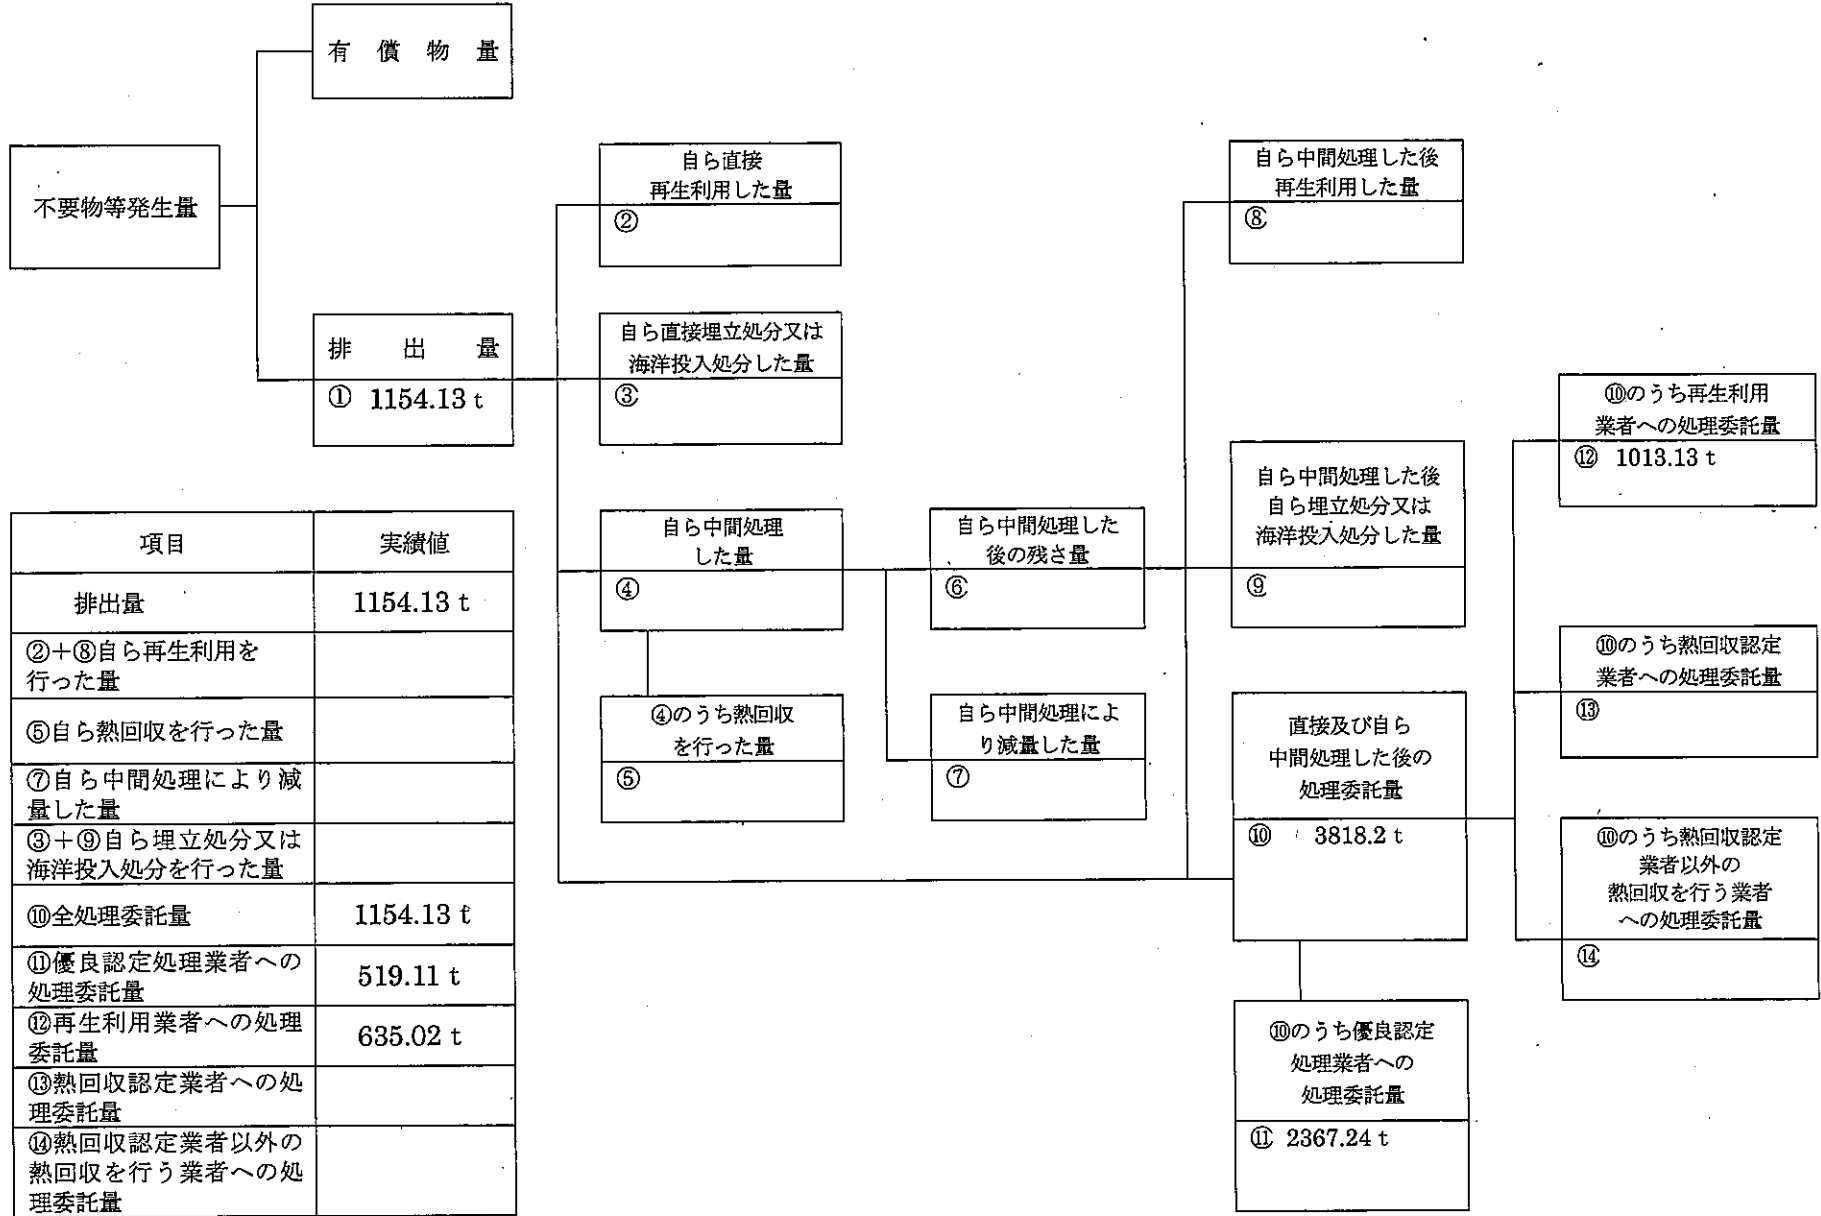 有償物量
不要物等発生量
排出量
① 1154.13 t
自ら直接
再生利用した量
②
自ら直接埋立処分又は
海洋投入処分した量
③
自ら中間処理
した量
④
④のうち熱回収
を行った量
⑤
自ら中間処理した
後の残さ量
⑥
自ら中間処理によ
り減量した量
⑦
自ら中間処理した後
再生利用した量
⑧
自ら中間処理した後
自ら埋立処分又は
海洋投入処分した量
⑨
直接及び自ら
中間処理した後の
処理委託量
⑩ 3818.2 t
⑩のうち優良認定
処理業者への
処理委託量
⑪ 2367.24 t
⑩のうち再生利用
業者への処理委託量
⑫ 1013.13 t
⑩のうち熱回収認定
業者への処理委託量
⑬
⑩のうち熱回収認定
業者以外の
熱回収を行う業者
への処理委託量
⑭
項目 実績値
排出量 1154.13 t
②+⑧自ら再生利用を
行った量
⑤自ら熱回収を行った量
⑦自ら中間処理により減
量した量
③+⑨自ら埋立処分又は
海洋投入処分を行った量
⑩全処理委託量 1154.13 t
⑪優良認定処理業者への
処理委託量 519.11 t
⑫再生利用業者への処理
委託量 635.02 t
⑬熱回収認定業者への処
理委託量
⑭熱回収認定業者以外の
熱回収を行う業者への処
理委託量